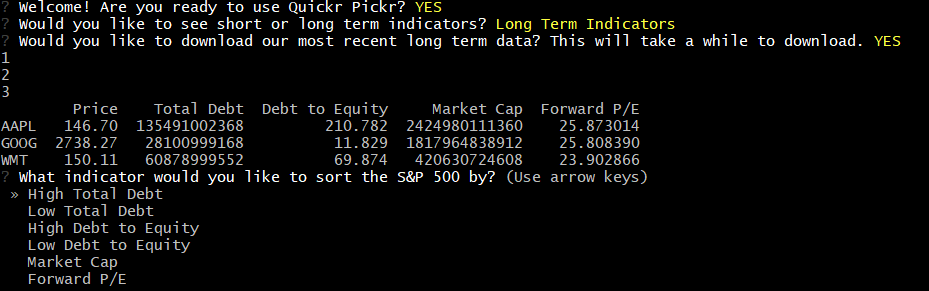 ? Welcome! Are you ready to use Quickr Pickr? YES
? Would you like to see short or long term indicators? Long Term Indicators
? Would you like to download our most recent long term data? This will take a while to download. YES
1
2
3
Price Total Debt Debt to Equity Market Cap Forward P/E
AAPL 146.70 135491002368 210.782 2424980111360 25.873014
GOOG 2738.27 28100999168 11.829 1817964838912 25.808390
WMT 150.11 60878999552 69.874 420630724608 23.902866
? What indicator would you like to sort the S&P 500 by? (Use arrow keys)
» High Total Debt
Low Total Debt
High Debt to Equity
Low Debt to Equity
Market Cap
Forward P/E